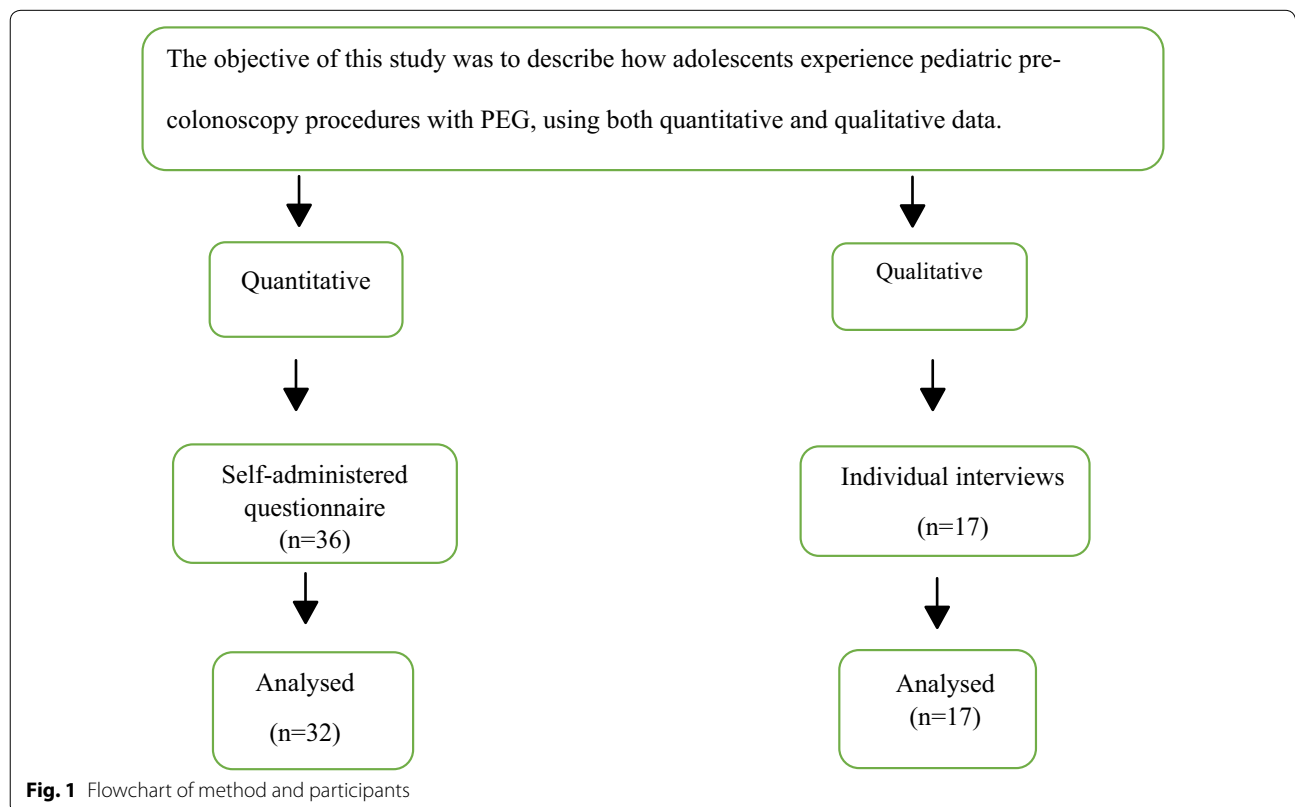 The objective of this study was to describe how adolescents experience pediatric pre-
colonoscopy procedures with PEG, using both quantitative and qualitative data.
Quantitative
Qualitative
Self-administered
questionnaire
(n=36)
Individual interviews
(n=17)
Analysed
(n=32)
Analysed
(n=17)
Fig. 1 Flowchart of method and participants